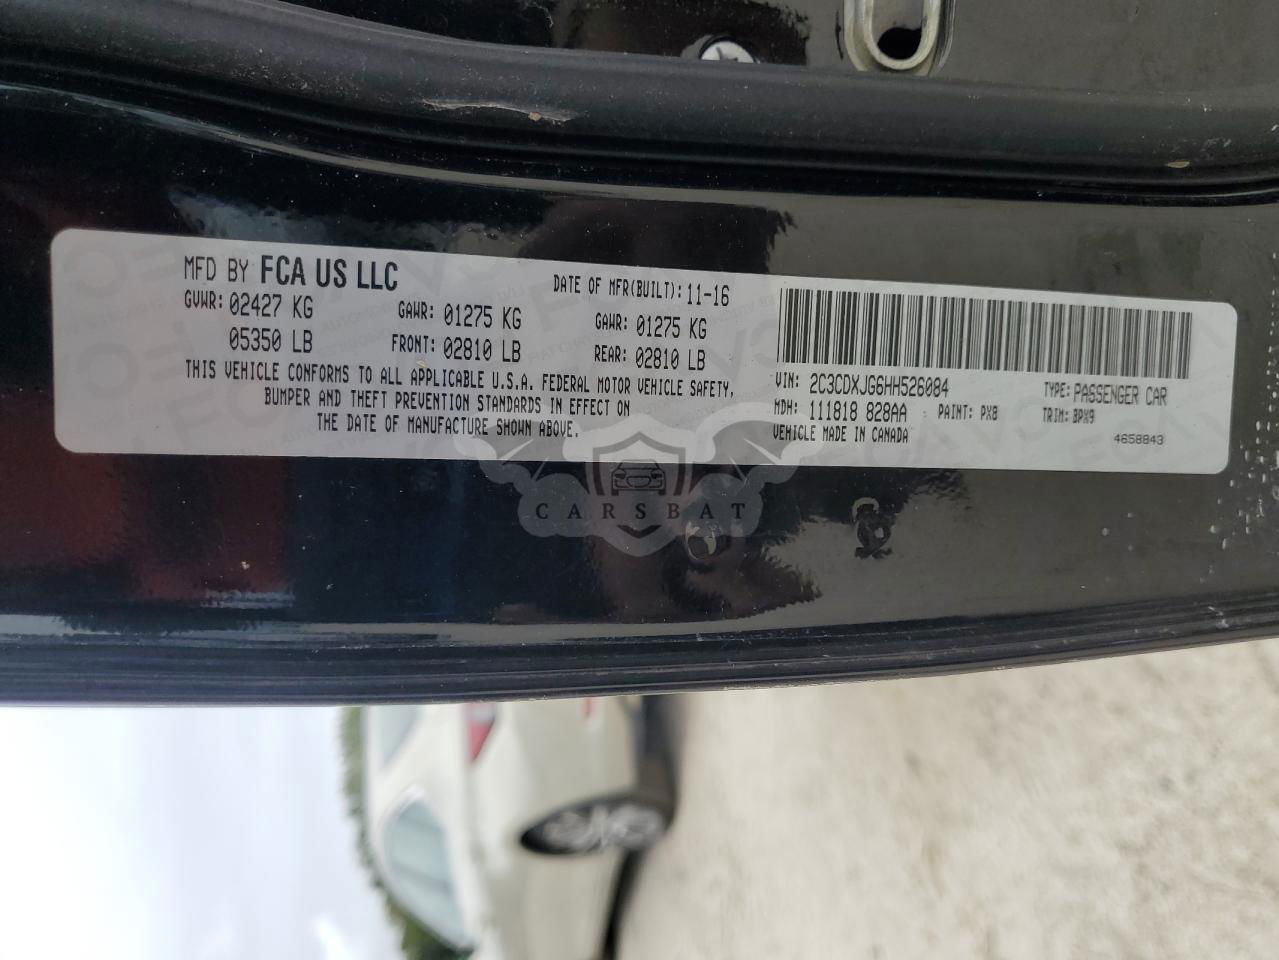 MFD BY FCA US LLC
DATE OF MFR(BUILT): 11-16
GVWR: 02427 KG
GAWR: 01275 KG
GAWR: 01275 KG
05350 LB
FRONT: 02810 LB
REAR: 02810 LB
THIS VEHICLE CONFORMS TO ALL APPLICABLE U.S.A. FEDERAL MOTOR VEHICLE SAFETY,
BUMPER AND THEFT PREVENTION STANDARDS IN EFFECT ON
THE DATE OF MANUFACTURE SHOWN ABOVE.
VIN: 2C3CDXJG6HH526084
TYPE: PASSENGER CAR
MDH: 111818 828AA
PAINT: PX8
TRIM: BPX9
VEHICLE MADE IN CANADA
4658843
CARSBAT